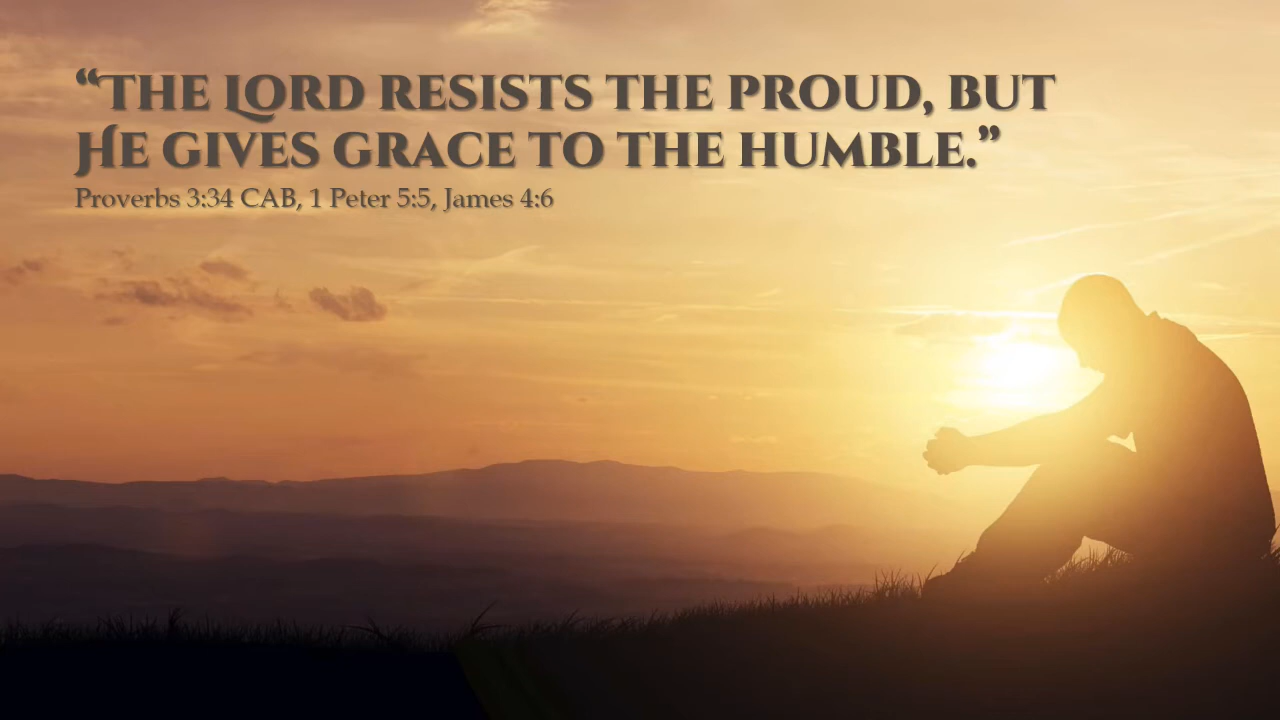 “The Lord resists the proud, but
He gives grace to the humble.”
Proverbs 3:34 CAB, 1 Peter 5:5, James 4:6